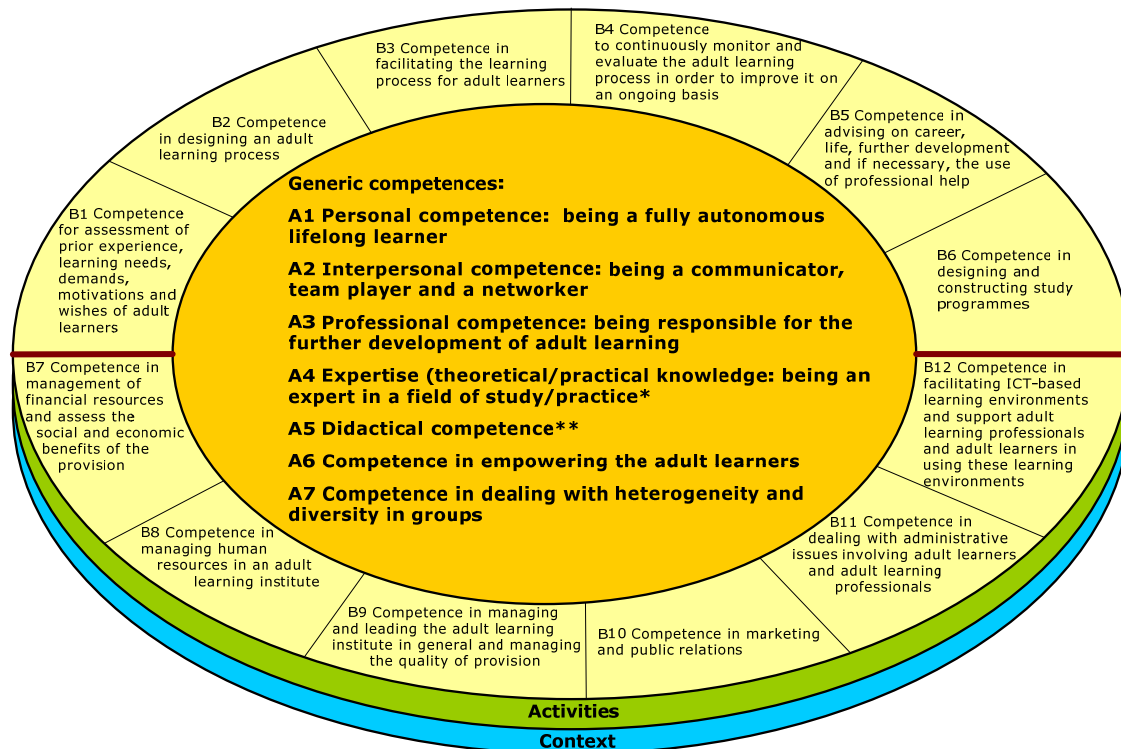 B4 Competence
to continuously monitor and
evaluate the adult learning
process in order to improve it on
an ongoing basis
B3 Competence in
facilitating the learning
process for adult learners
B2 Competence
in designing an adult
learning process
B5 Competence in
advising on career,
life, further development
and if necessary, the use
of professional help
B1 Competence
for assessment of
prior experience,
learning needs,
demands,
motivations and
wishes of adult
learners
B6 Competence in
designing and
constructing study
programmes
Generic competences:
A1 Personal competence:  being a fully autonomous
lifelong learner
A2 Interpersonal competence: being a communicator,
team player and a networker
A3 Professional competence: being responsible for the
further development of adult learning
A4 Expertise (theoretical/practical knowledge: being an
expert in a field of study/practice*
A5 Didactical competence**
A6 Competence in empowering the adult learners
A7 Competence in dealing with heterogeneity and
diversity in groups
B7 Competence in
management of
financial resources
and assess the
social and economic
benefits of the
provision
B12 Competence in
facilitating ICT-based
learning environments
and support adult
learning professionals
and adult learners in
using these learning
environments
B8 Competence in
managing human
resources in an adult
learning institute
B11 Competence in
dealing with administrative
issues involving adult learners
and adult learning
professionals
B9 Competence in managing
and leading the adult learning
institute in general and managing
the quality of provision
B10 Competence in marketing
and public relations
Activities
Context